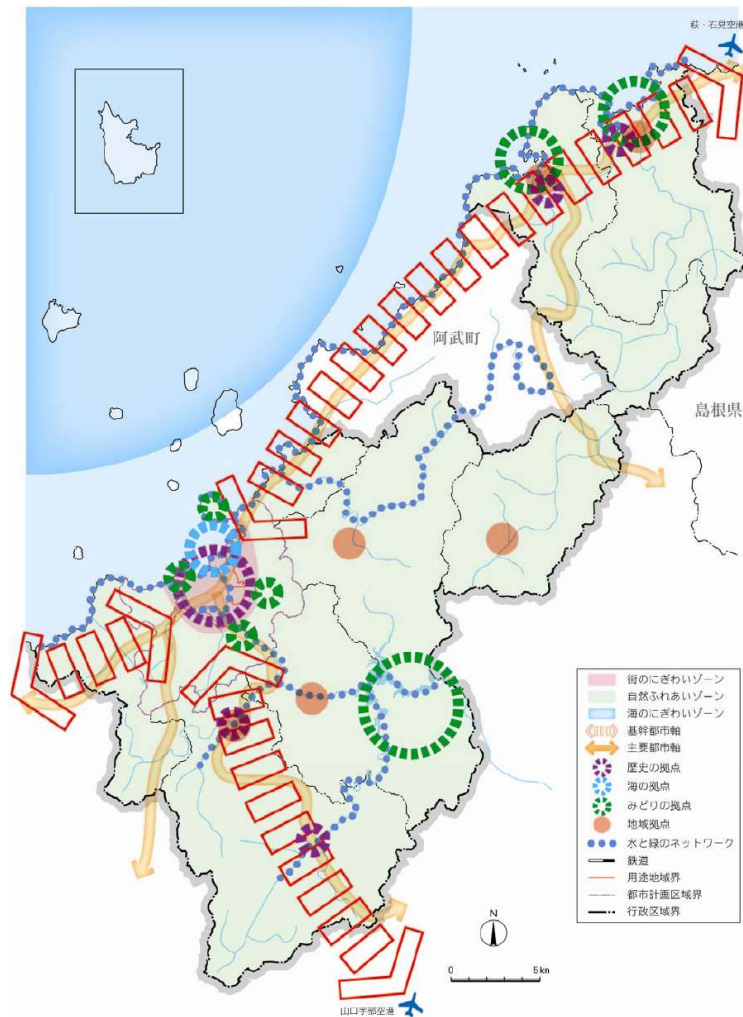 萩・石見空港
阿武町
島根県
街のにぎわいゾーン
自然ふれあいゾーン
海のにぎわいゾーン
基幹都市軸
主要都市軸
歴史の拠点
海の拠点
みどりの拠点
地域拠点
水と緑のネットワーク
鉄道
用途地域界
都市計画区域界
行政区域界
N
0 5km
山口宇部空港